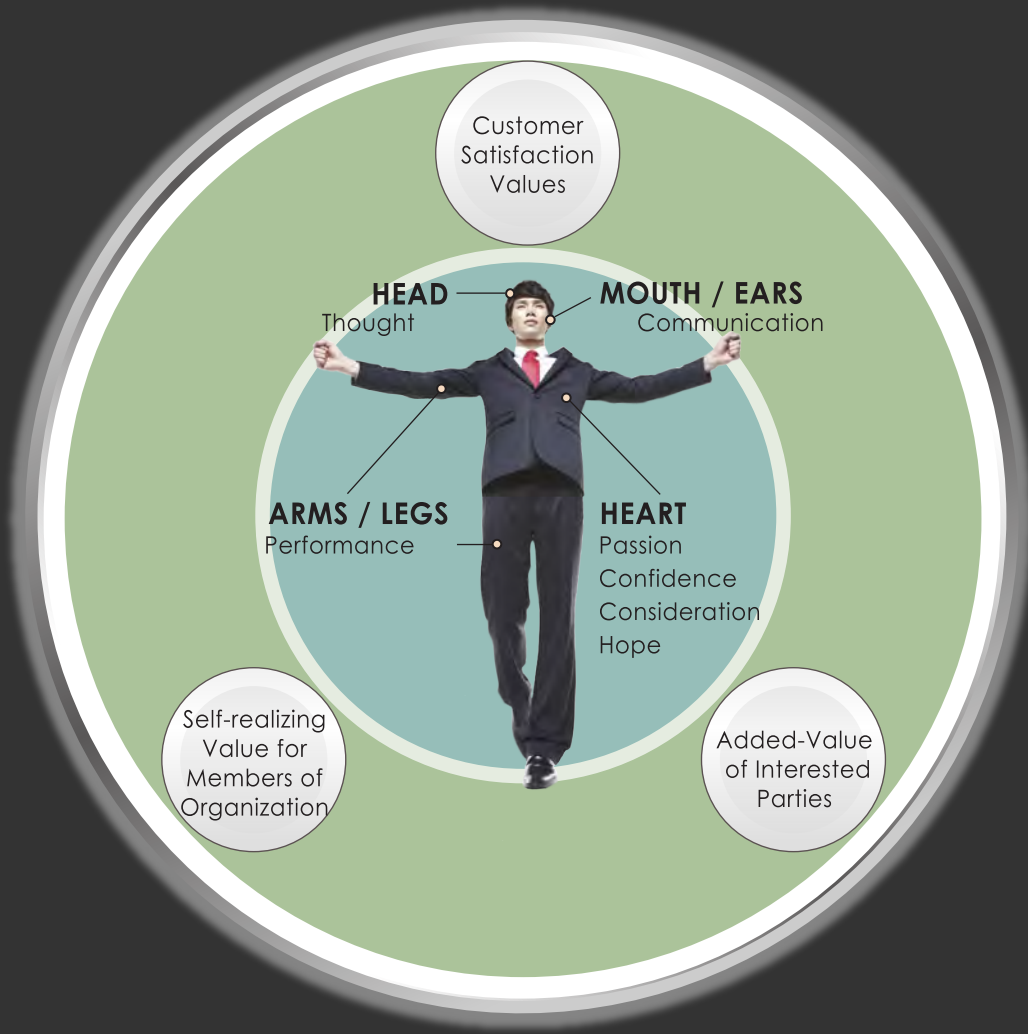 Customer
Satisfaction
Values
HEAD
Thought
MOUTH / EARS
Communication
ARMS / LEGS
Performance
HEART
Passion
Confidence
Consideration
Hope
Self-realizing
Value for
Members of
Organization
Added-Value
of Interested
Parties